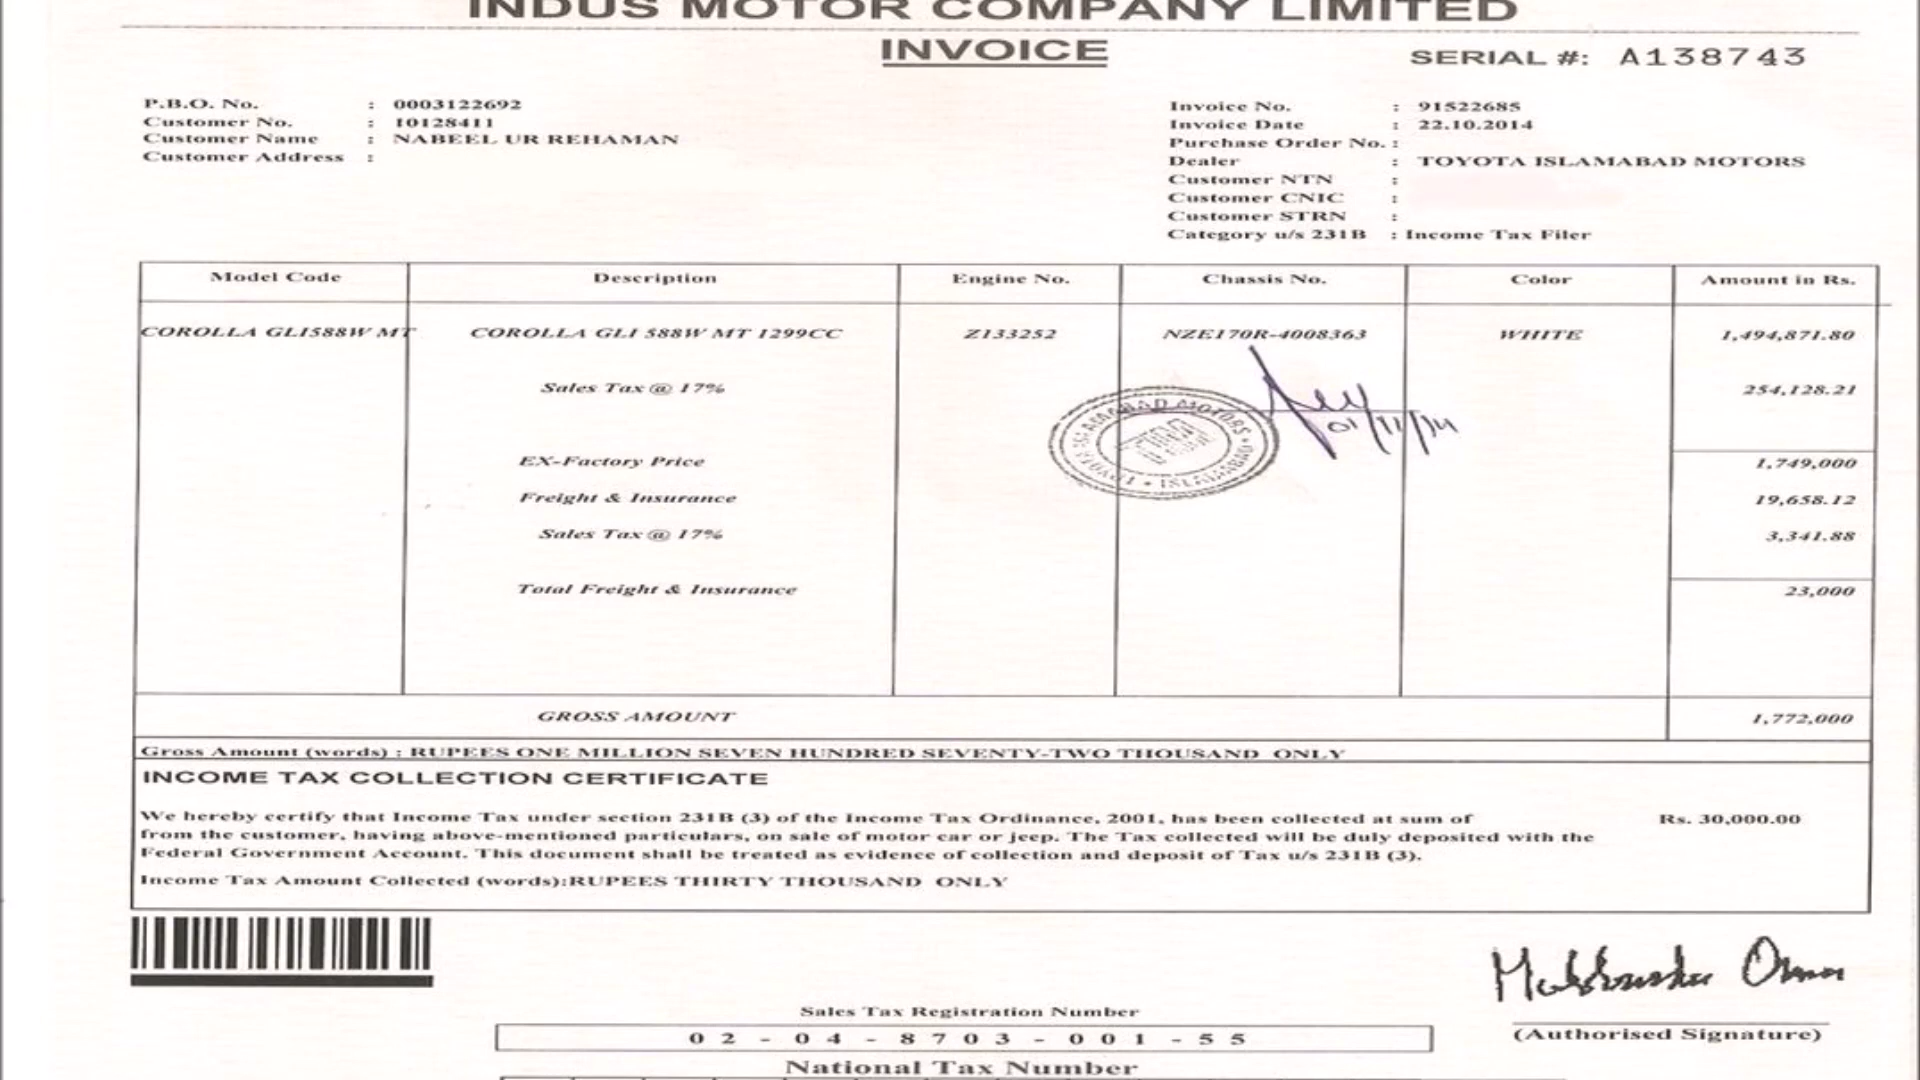 INDUS MOTOR COMPANY LIMITED
INVOICE
SERIAL #: A138743
P.B.O. No. : 0003122692
Customer No. : 10128411
Customer Name : NABEEL UR REHAMAN
Customer Address :
Invoice No. : 91522685
Invoice Date : 22.10.2014
Purchase Order No. :
Dealer : TOYOTA ISLAMABAD MOTORS
Customer NTN :
Customer CNIC :
Customer STRN :
Category u/s 231B : Income Tax Filer
Model Code Description Engine No. Chassis No. Color Amount in Rs.
COROLLA GLI588W MT COROLLA GLI 588W MT 1299CC Z133252 NZE170R-4008363 WHITE 1,494,871.80
Sales Tax @ 17% 254,128.21
ISLAMABAD MOTORS
TOYOTA • ISLAMABAD •
01/11/14
EX-Factory Price 1,749,000
Freight & Insurance 19,658.12
Sales Tax @ 17% 3,341.88
Total Freight & Insurance 23,000
GROSS AMOUNT 1,772,000
Gross Amount (words) : RUPEES ONE MILLION SEVEN HUNDRED SEVENTY-TWO THOUSAND ONLY
INCOME TAX COLLECTION CERTIFICATE
We hereby certify that Income Tax under section 231B (3) of the Income Tax Ordinance, 2001, has been collected at sum of Rs. 30,000.00
from the customer, having above-mentioned particulars, on sale of motor car or jeep. The Tax collected will be duly deposited with the
Federal Government Account. This document shall be treated as evidence of collection and deposit of Tax u/s 231B (3).
Income Tax Amount Collected (words):RUPEES THIRTY THOUSAND ONLY
(Authorised Signature)
Sales Tax Registration Number
02-04-8703-001-55
National Tax Number